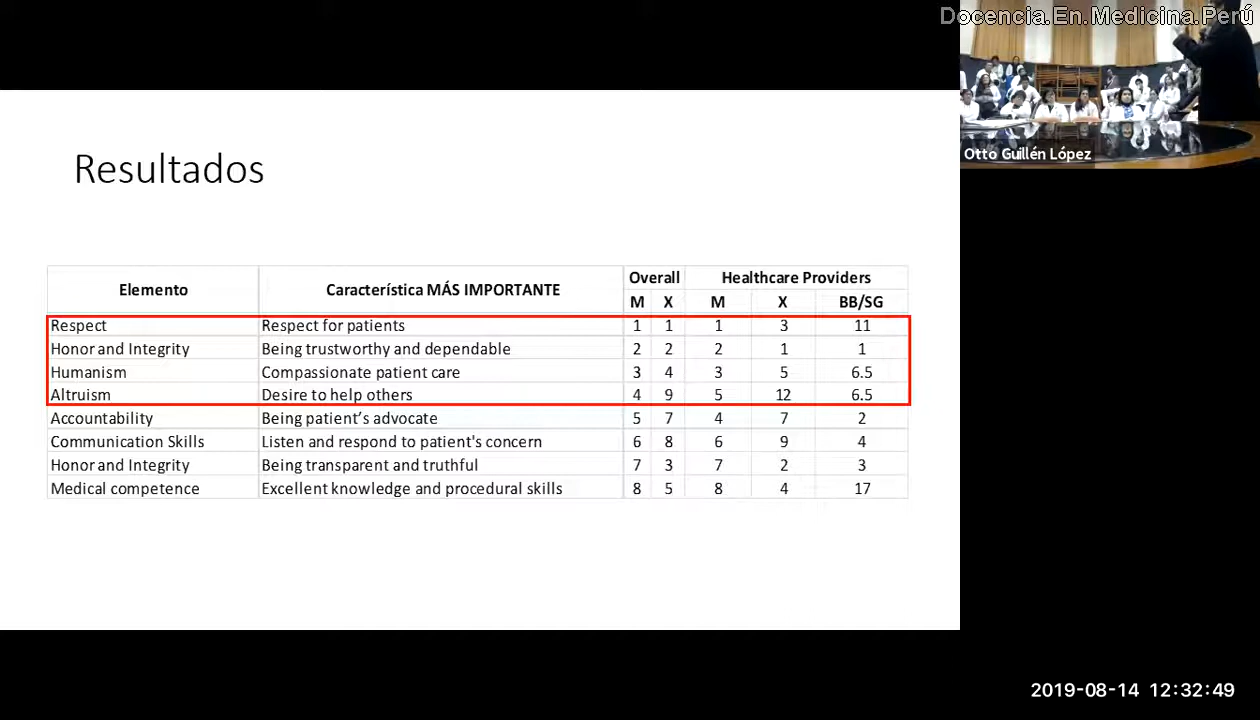 Docencia.En.Medicina.Perú
Otto Guillén López
Resultados
Elemento Característica MÁS IMPORTANTE Overall Healthcare Providers
M X M X BB/SG
Respect Respect for patients 1 1 1 3 11
Honor and Integrity Being trustworthy and dependable 2 2 2 1 1
Humanism Compassionate patient care 3 4 3 5 6.5
Altruism Desire to help others 4 9 5 12 6.5
Accountability Being patient's advocate 5 7 4 7 2
Communication Skills Listen and respond to patient's concern 6 8 6 9 4
Honor and Integrity Being transparent and truthful 7 3 7 2 3
Medical competence Excellent knowledge and procedural skills 8 5 8 4 17
2019-08-14 12:32:49